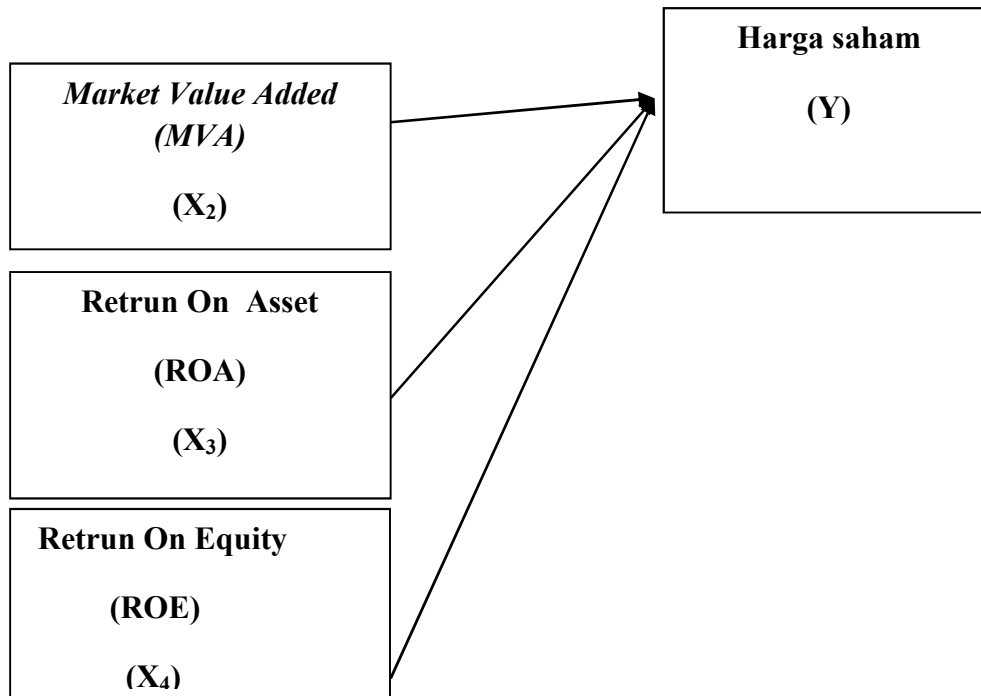 Market Value Added
(MVA)
(X₂)
Retrun On Asset
(ROA)
(X₃)
Retrun On Equity
(ROE)
(X₄)
Harga saham
(Y)